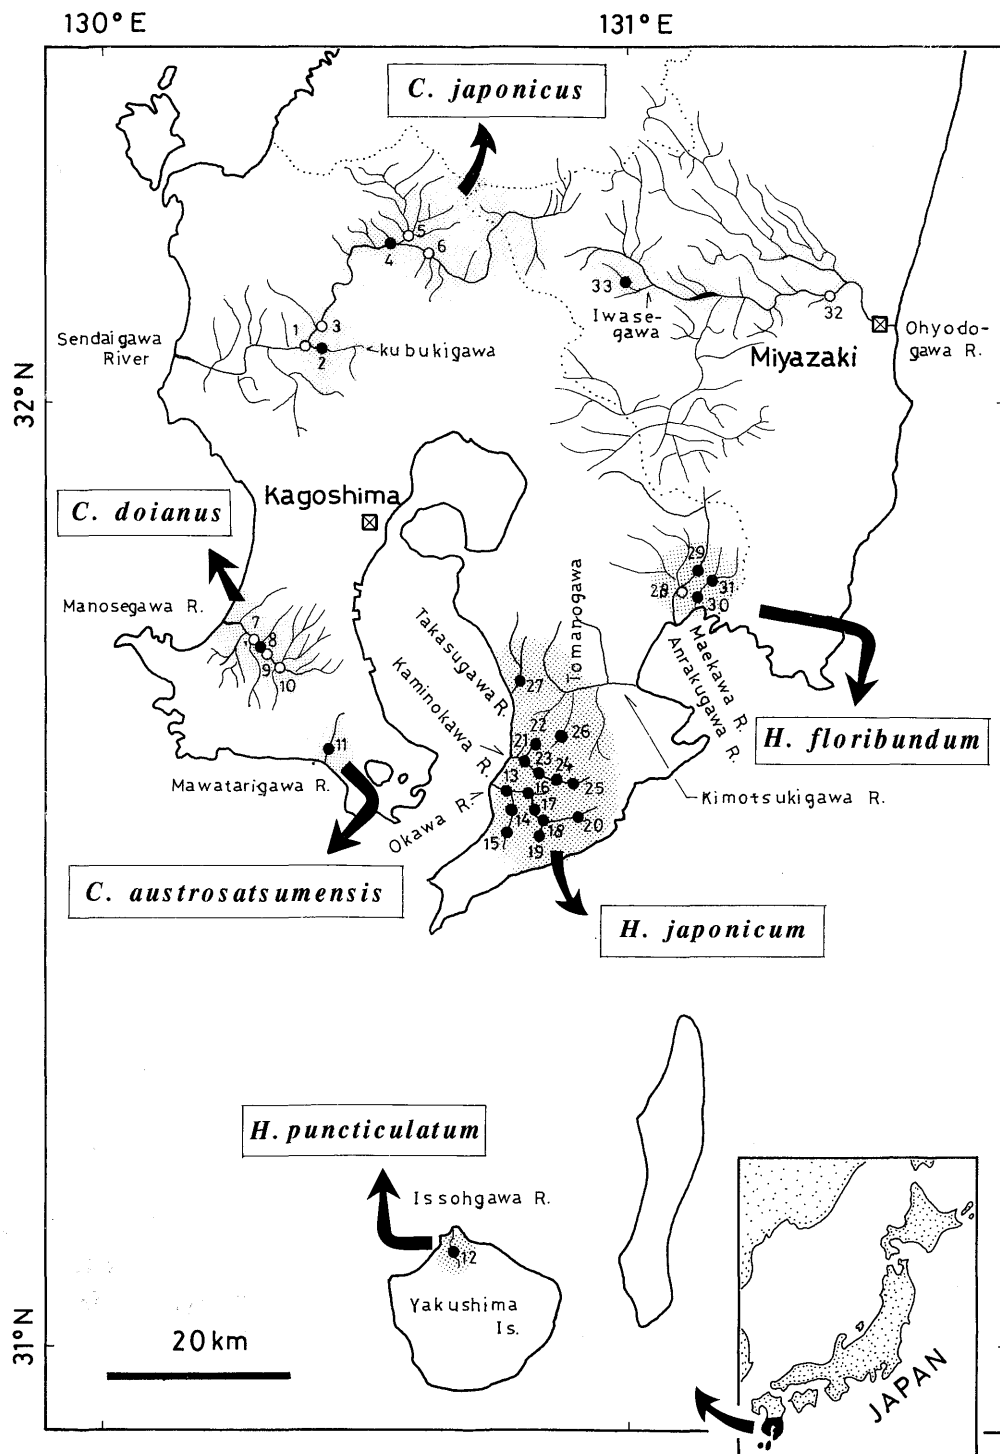 130°E
131°E
C. japonicus
5
4
6
33
Iwase-
gawa
32
Ohyodo-
gawa R.
Miyazaki
Sendaigawa
River
1
3
2
kubukigawa
32°N
Kagoshima
C. doianus
Manosegawa R.
7
8
9
10
11
Mawatarigawa R.
C. austrosatsumensis
Takasugawa R.
Kaminokawa R.
Okawa R.
Tomanogawa
29
28
31
30
Maekawa R.
Anrakugawa R.
H. floribundum
27
22
26
21
23
24
13
16
25
17
14
18
20
15
19
Kimotsukigawa R.
H. japonicum
H. puncticulatum
Issohgawa R.
12
Yakushima
Is.
31°N
20 km
JAPAN